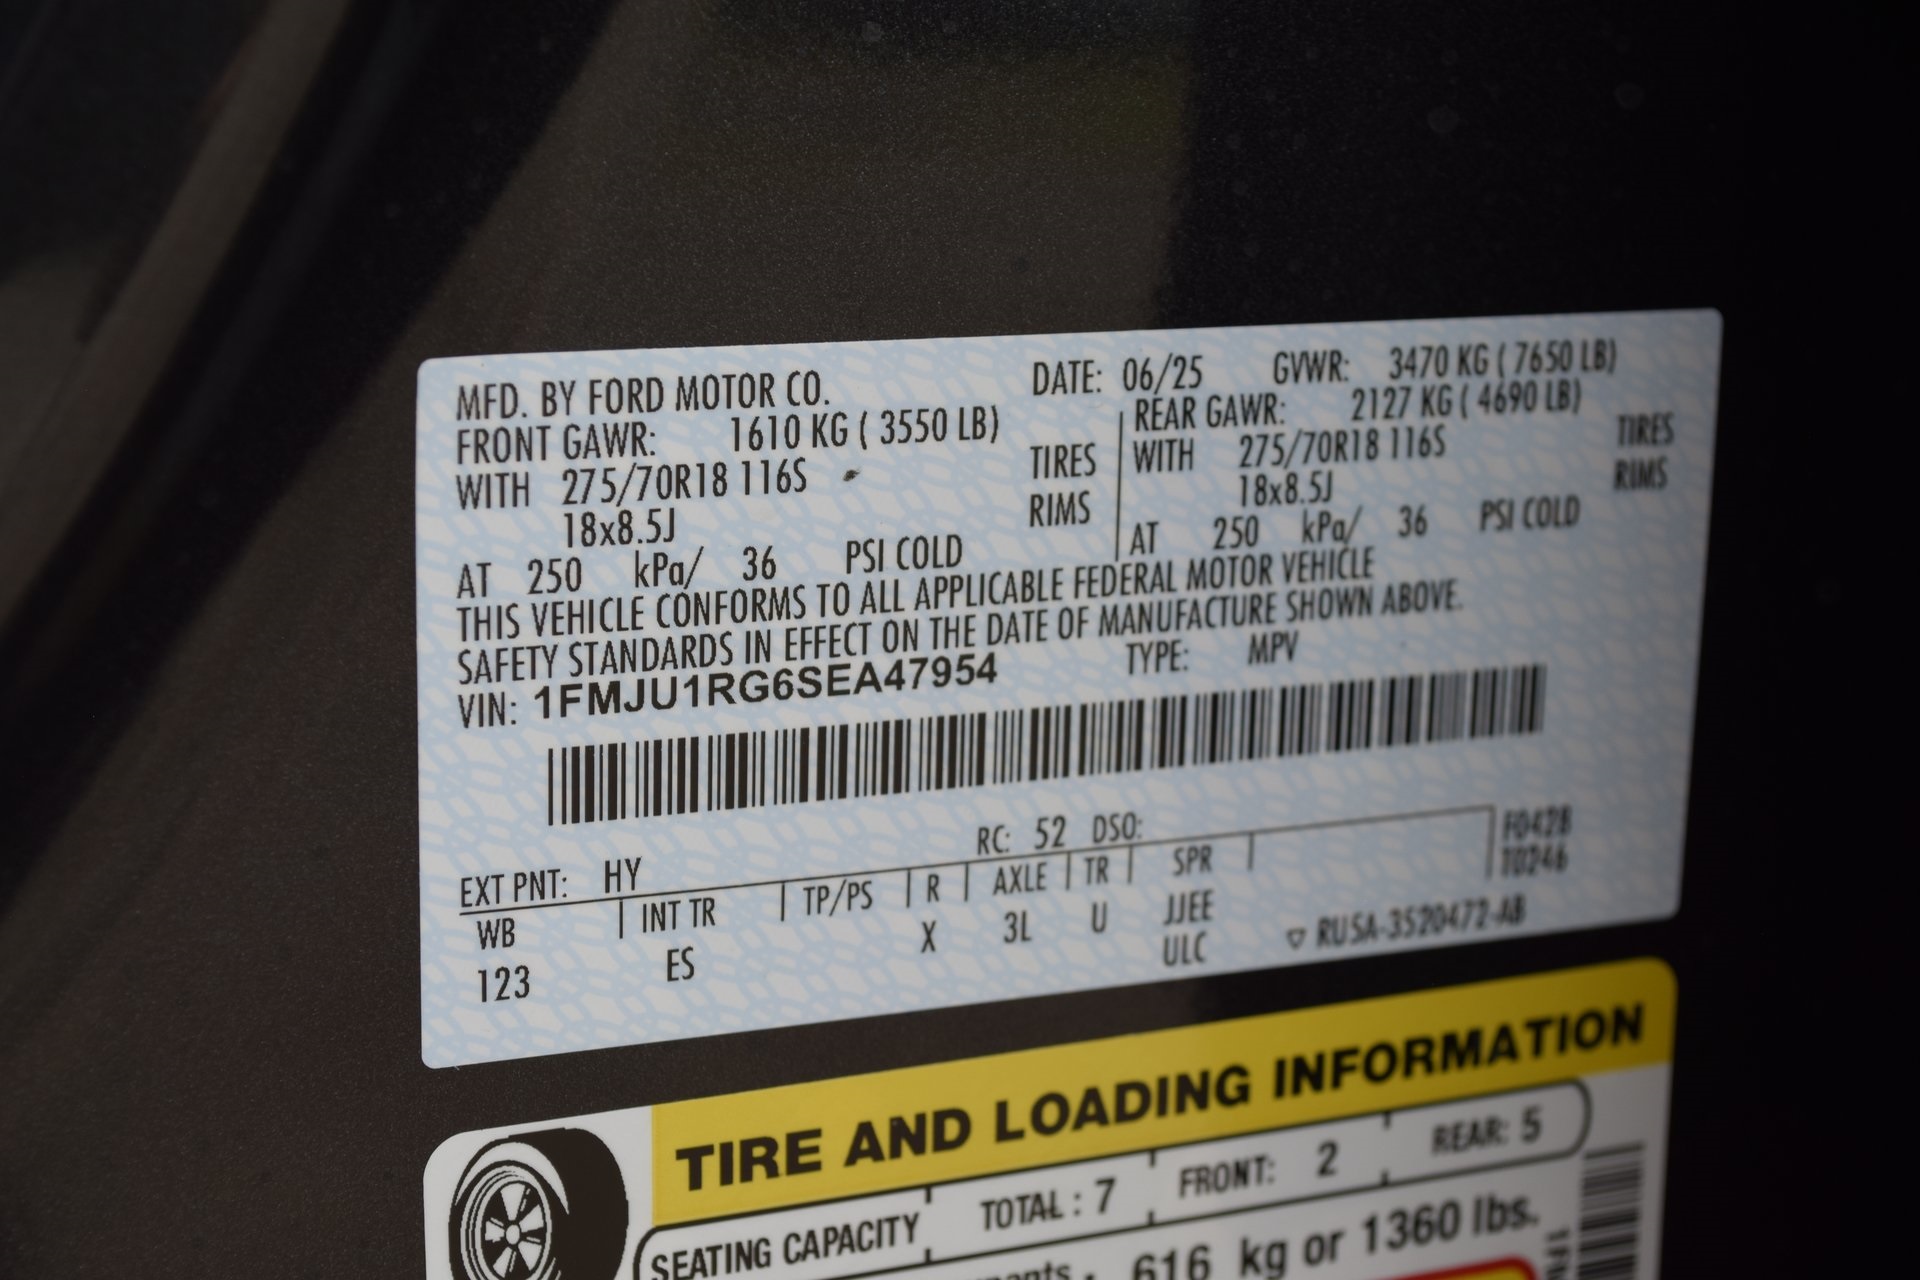 MFD. BY FORD MOTOR CO. DATE: 06/25 GVWR: 3470 KG ( 7650 LB)
FRONT GAWR: 1610 KG ( 3550 LB) REAR GAWR: 2127 KG ( 4690 LB)
WITH 275/70R18 116S TIRES WITH 275/70R18 116S TIRES
18x8.5J RIMS 18x8.5J RIMS
AT 250 kPa/ 36 PSI COLD AT 250 kPa/ 36 PSI COLD
THIS VEHICLE CONFORMS TO ALL APPLICABLE FEDERAL MOTOR VEHICLE
SAFETY STANDARDS IN EFFECT ON THE DATE OF MANUFACTURE SHOWN ABOVE.
VIN: 1FMJU1RG6SEA47954 TYPE: MPV
EXT PNT: HY RC: 52 DSO: F0428
T0246
WB INT TR TP/PS R AXLE TR SPR
123 ES X 3L U JJEE
ULC ▽ RU5A-3520472-AB
TIRE AND LOADING INFORMATION
SEATING CAPACITY TOTAL : 7 FRONT: 2 REAR: 5
616 kg or 1360 lbs.